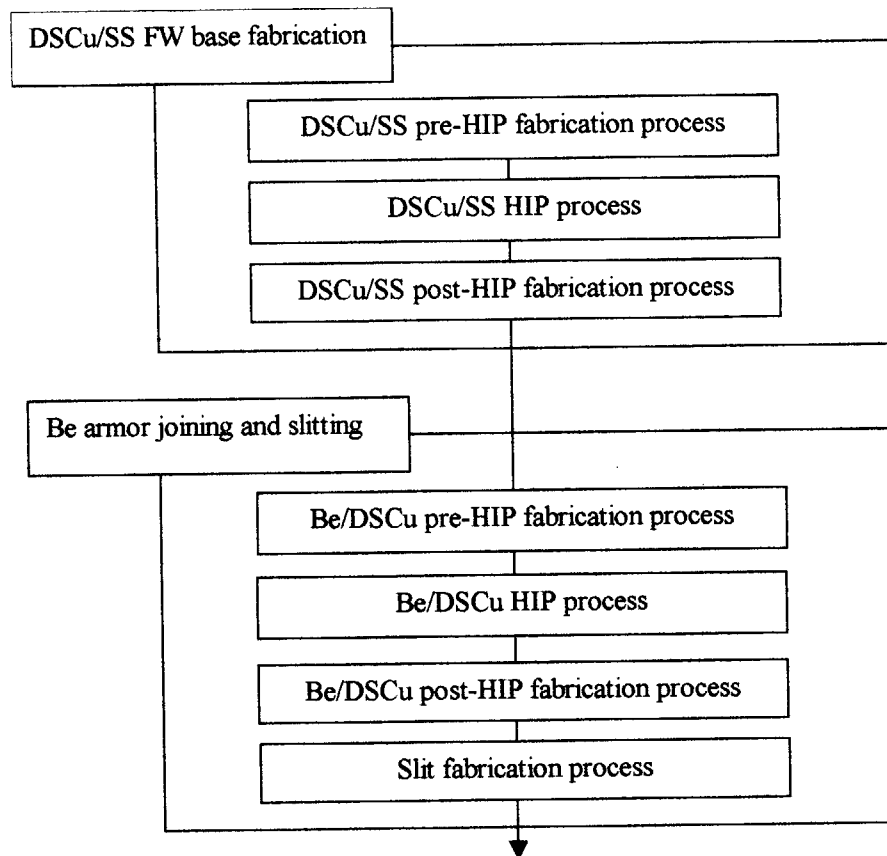 DSCu/SS FW base fabrication
DSCu/SS pre-HIP fabrication process
DSCu/SS HIP process
DSCu/SS post-HIP fabrication process
Be armor joining and slitting
Be/DSCu pre-HIP fabrication process
Be/DSCu HIP process
Be/DSCu post-HIP fabrication process
Slit fabrication process